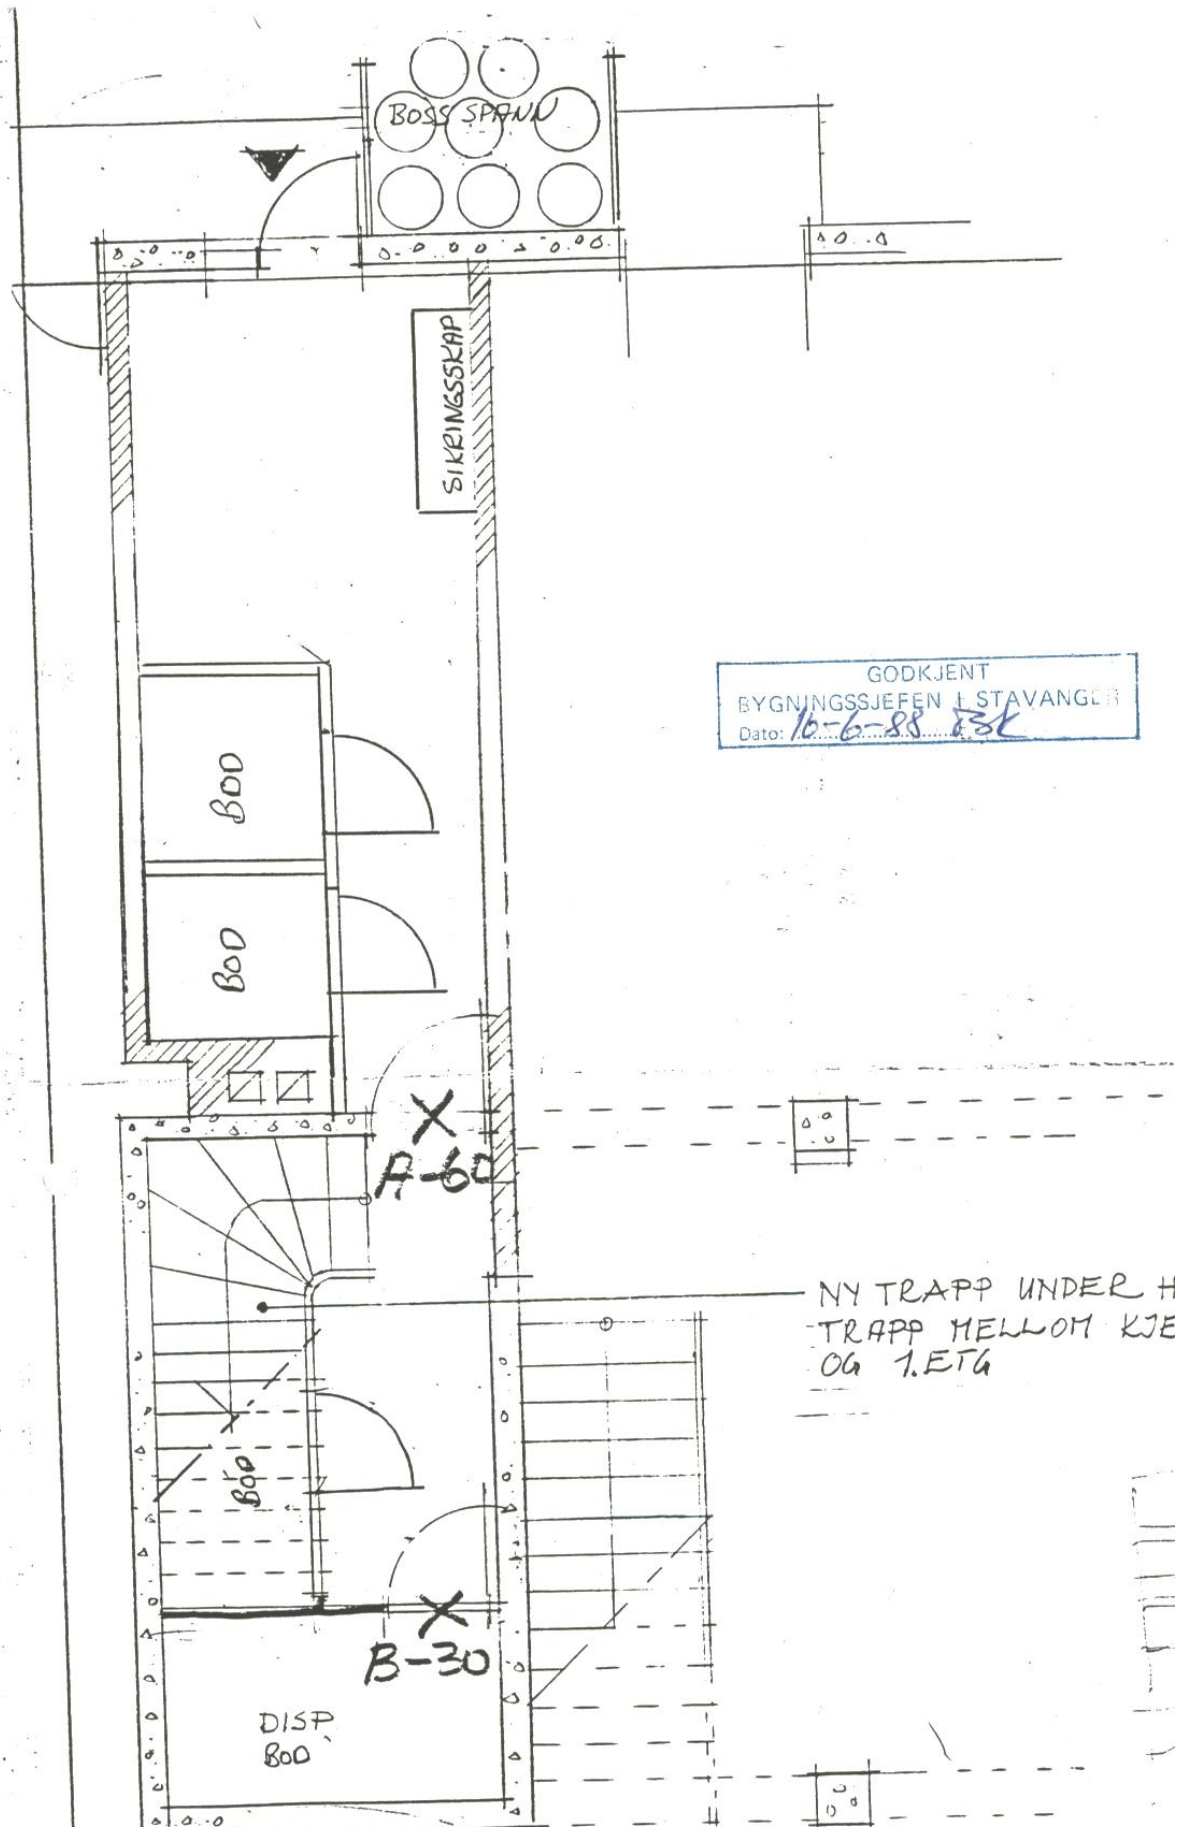 BOSS SPANN
SIKRINGSSKAP
GODKJENT
BYGNINGSSJEFEN I STAVANGER
Dato: 16-6-88
BOD
BOD
A-60
NY TRAPP UNDER H
TRAPP MELLOM KJE
OG 1. ETG
BOD
B-30
DISP
BOD